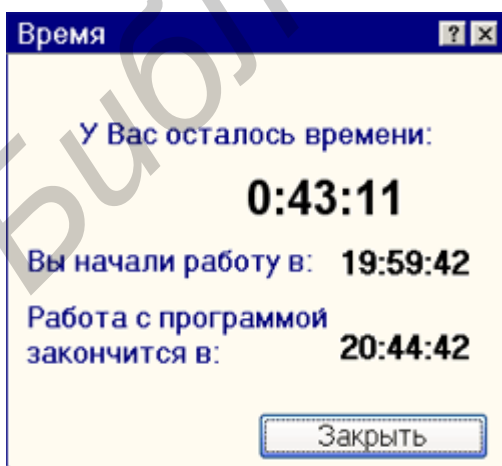 Время
У Вас осталось времени:
0:43:11
Вы начали работу в: 19:59:42
Работа с программой
закончится в: 20:44:42
Закрыть